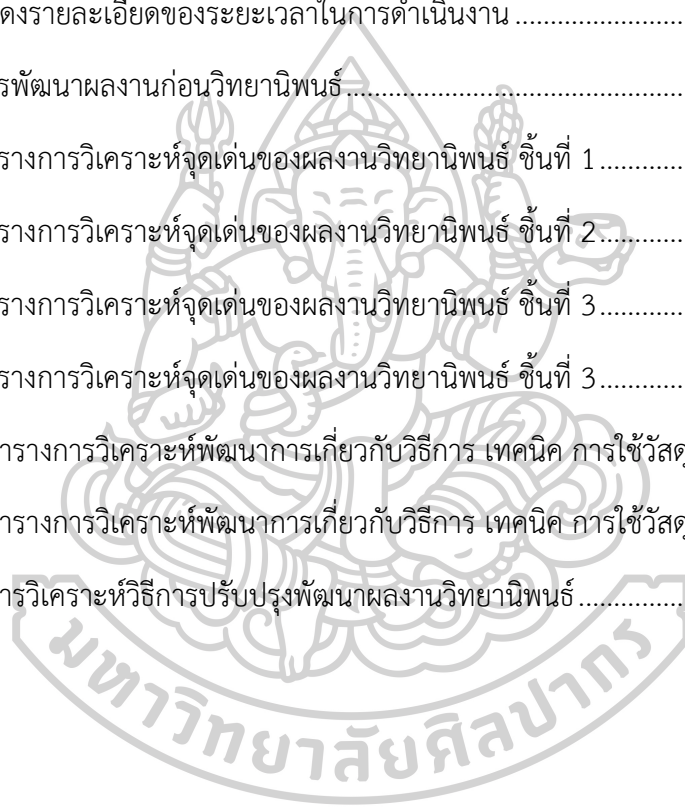 ดงรายละเอียดของระยะเวลาในการดำเนินงาน
รพัฒนาผลงานก่อนวิทยานิพนธ์
รางการวิเคราะห์จุดเด่นของผลงานวิทยานิพนธ์ ชิ้นที่ 1
รางการวิเคราะห์จุดเด่นของผลงานวิทยานิพนธ์ ชิ้นที่ 2
รางการวิเคราะห์จุดเด่นของผลงานวิทยานิพนธ์ ชิ้นที่ 3
รางการวิเคราะห์จุดเด่นของผลงานวิทยานิพนธ์ ชิ้นที่ 3
ารางการวิเคราะห์พัฒนาการเกี่ยวกับวิธีการ เทคนิค การใช้วัสดุ
ารางการวิเคราะห์พัฒนาการเกี่ยวกับวิธีการ เทคนิค การใช้วัสดุ
ารวิเคราะห์วิธีการปรับปรุงพัฒนาผลงานวิทยานิพนธ์
มหาวิทยาลัยศิลปากร